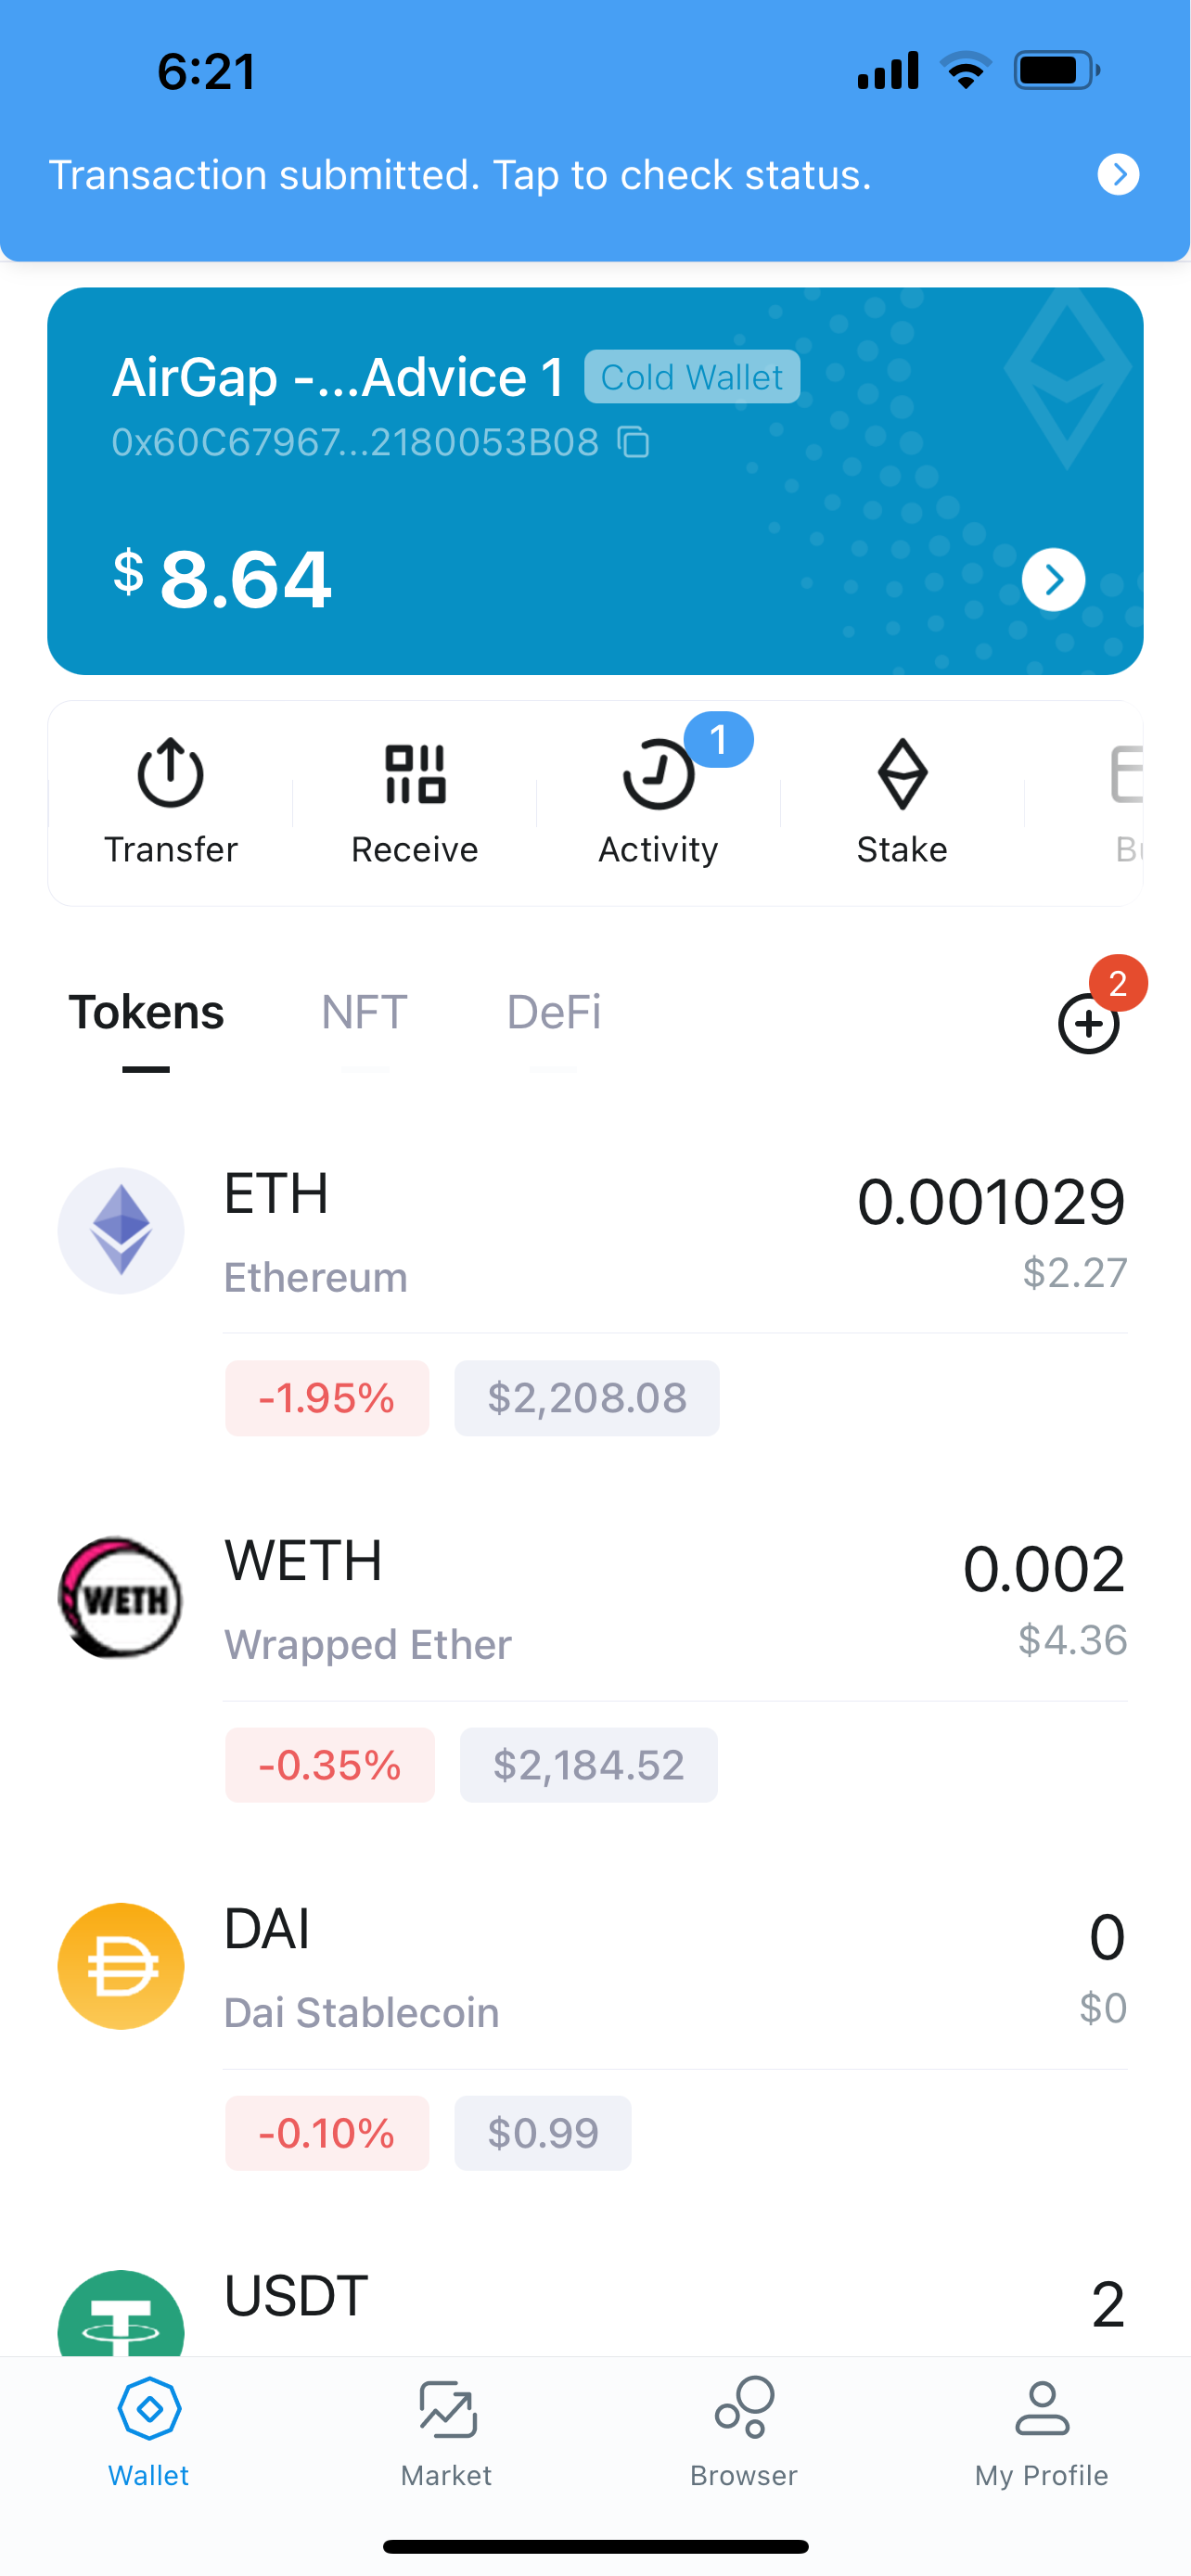 6:21
Transaction submitted. Tap to check status.
AirGap -...Advice 1 Cold Wallet
0x60C67967...2180053B08
$ 8.64
1
Transfer Receive Activity Stake
Tokens NFT DeFi 2
ETH 0.001029
Ethereum $2.27
-1.95% $2,208.08
WETH
WETH 0.002
Wrapped Ether $4.36
-0.35% $2,184.52
DAI 0
Dai Stablecoin $0
-0.10% $0.99
USDT 2
Wallet Market Browser My Profile